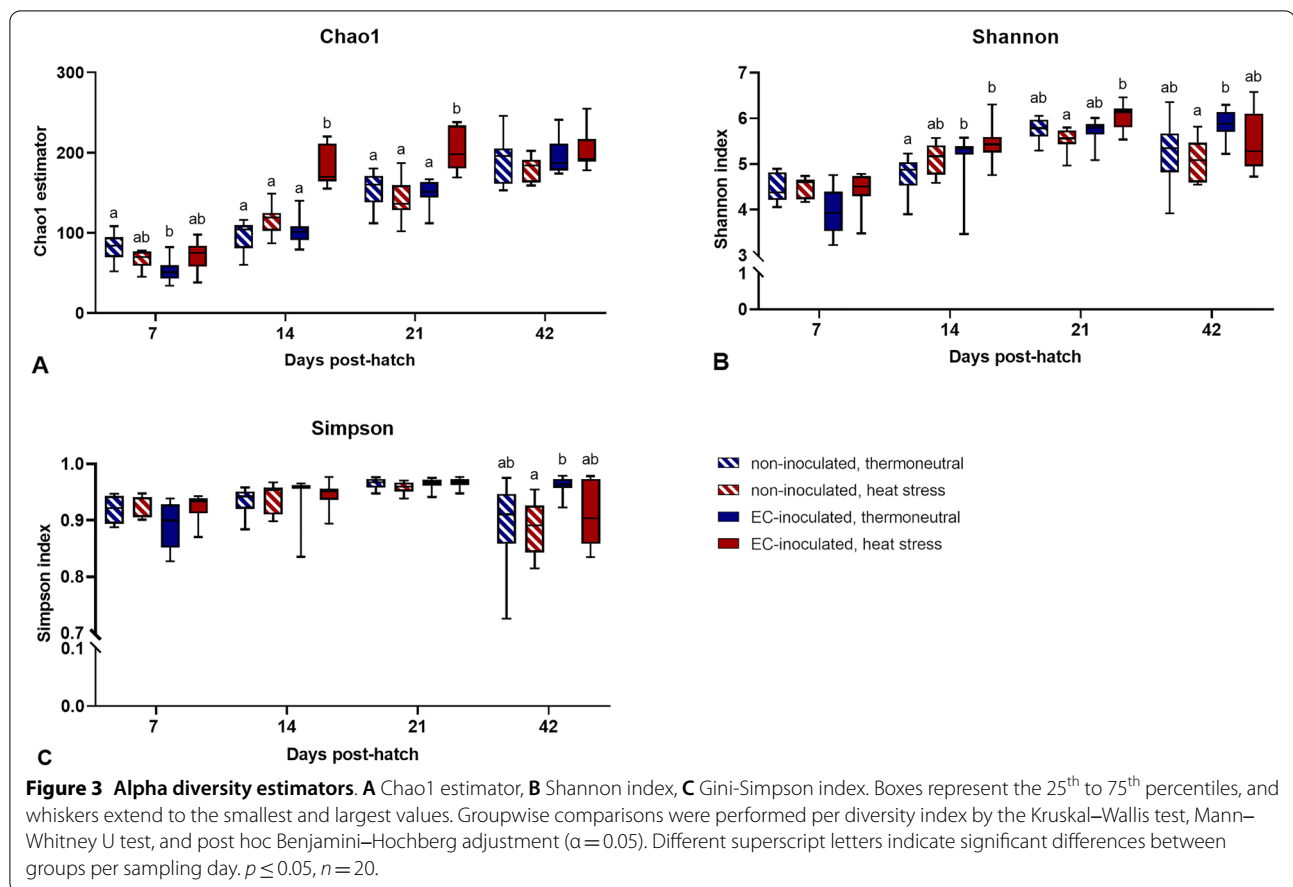 Chao1
300
200
100
0
Chao1 estimator
a ab b ab
a a a b
a a a b
7 14 21 42
Days post-hatch
A
Shannon
7
6
5
4
3
1
0
Shannon index
a ab b b
ab a ab b
ab a b ab
7 14 21 42
Days post-hatch
B
Simpson
1.0
0.9
0.8
0.7
0.1
0.0
Simpson index
ab a b ab
7 14 21 42
Days post-hatch
C
non-inoculated, thermoneutral
non-inoculated, heat stress
EC-inoculated, thermoneutral
EC-inoculated, heat stress
Figure 3 Alpha diversity estimators. A Chao1 estimator, B Shannon index, C Gini-Simpson index. Boxes represent the 25th to 75th percentiles, and
whiskers extend to the smallest and largest values. Groupwise comparisons were performed per diversity index by the Kruskal–Wallis test, Mann–
Whitney U test, and post hoc Benjamini–Hochberg adjustment (α = 0.05). Different superscript letters indicate significant differences between
groups per sampling day. p ≤ 0.05, n = 20.